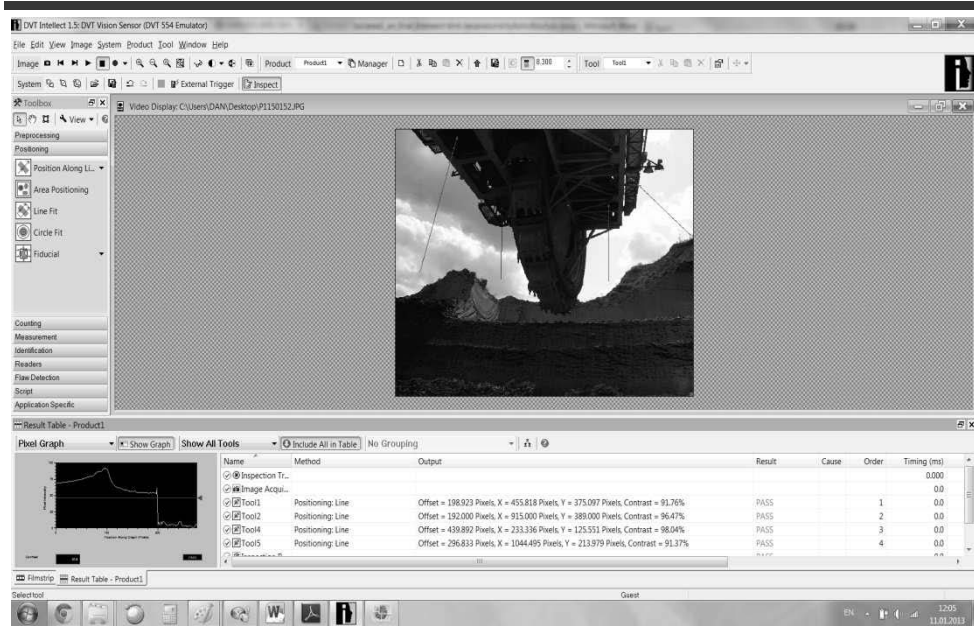 DVT Intellect 1.5: DVT Vision Sensor (DVT 554 Emulator)
File Edit View Image System Product Tool Window Help
Image Product Product1 Manager 8.300 Tool Tool1
System External Trigger Inspect
Toolbox
Video Display: C:\Users\DAN\Desktop\P1150152.JPG
View
Preprocessing
Positioning
Position Along Li...
Area Positioning
Line Fit
Circle Fit
Fiducial
Counting
Measurement
Identification
Readers
Flaw Detection
Script
Application Specific
Result Table - Product1
Pixel Graph Show Graph Show All Tools Include All in Table No Grouping
Name Method Output Result Cause Order Timing (ms)
Inspection Tr... 0.000
Image Acqui... 0.0
Tool1 Positioning: Line Offset = 198.923 Pixels, X = 455.818 Pixels, Y = 375.097 Pixels, Contrast = 91.76% PASS 1 0.0
Tool2 Positioning: Line Offset = 192.000 Pixels, X = 915.000 Pixels, Y = 389.000 Pixels, Contrast = 96.47% PASS 2 0.0
Tool3 Positioning: Line Offset = 439.892 Pixels, X = 233.336 Pixels, Y = 125.551 Pixels, Contrast = 98.04% PASS 3 0.0
Tool5 Positioning: Line Offset = 296.833 Pixels, X = 1044.495 Pixels, Y = 213.979 Pixels, Contrast = 91.37% PASS 4 0.0
Filmstrip Result Table - Product1
Select tool Guest
EN 12:05
11.01.2013